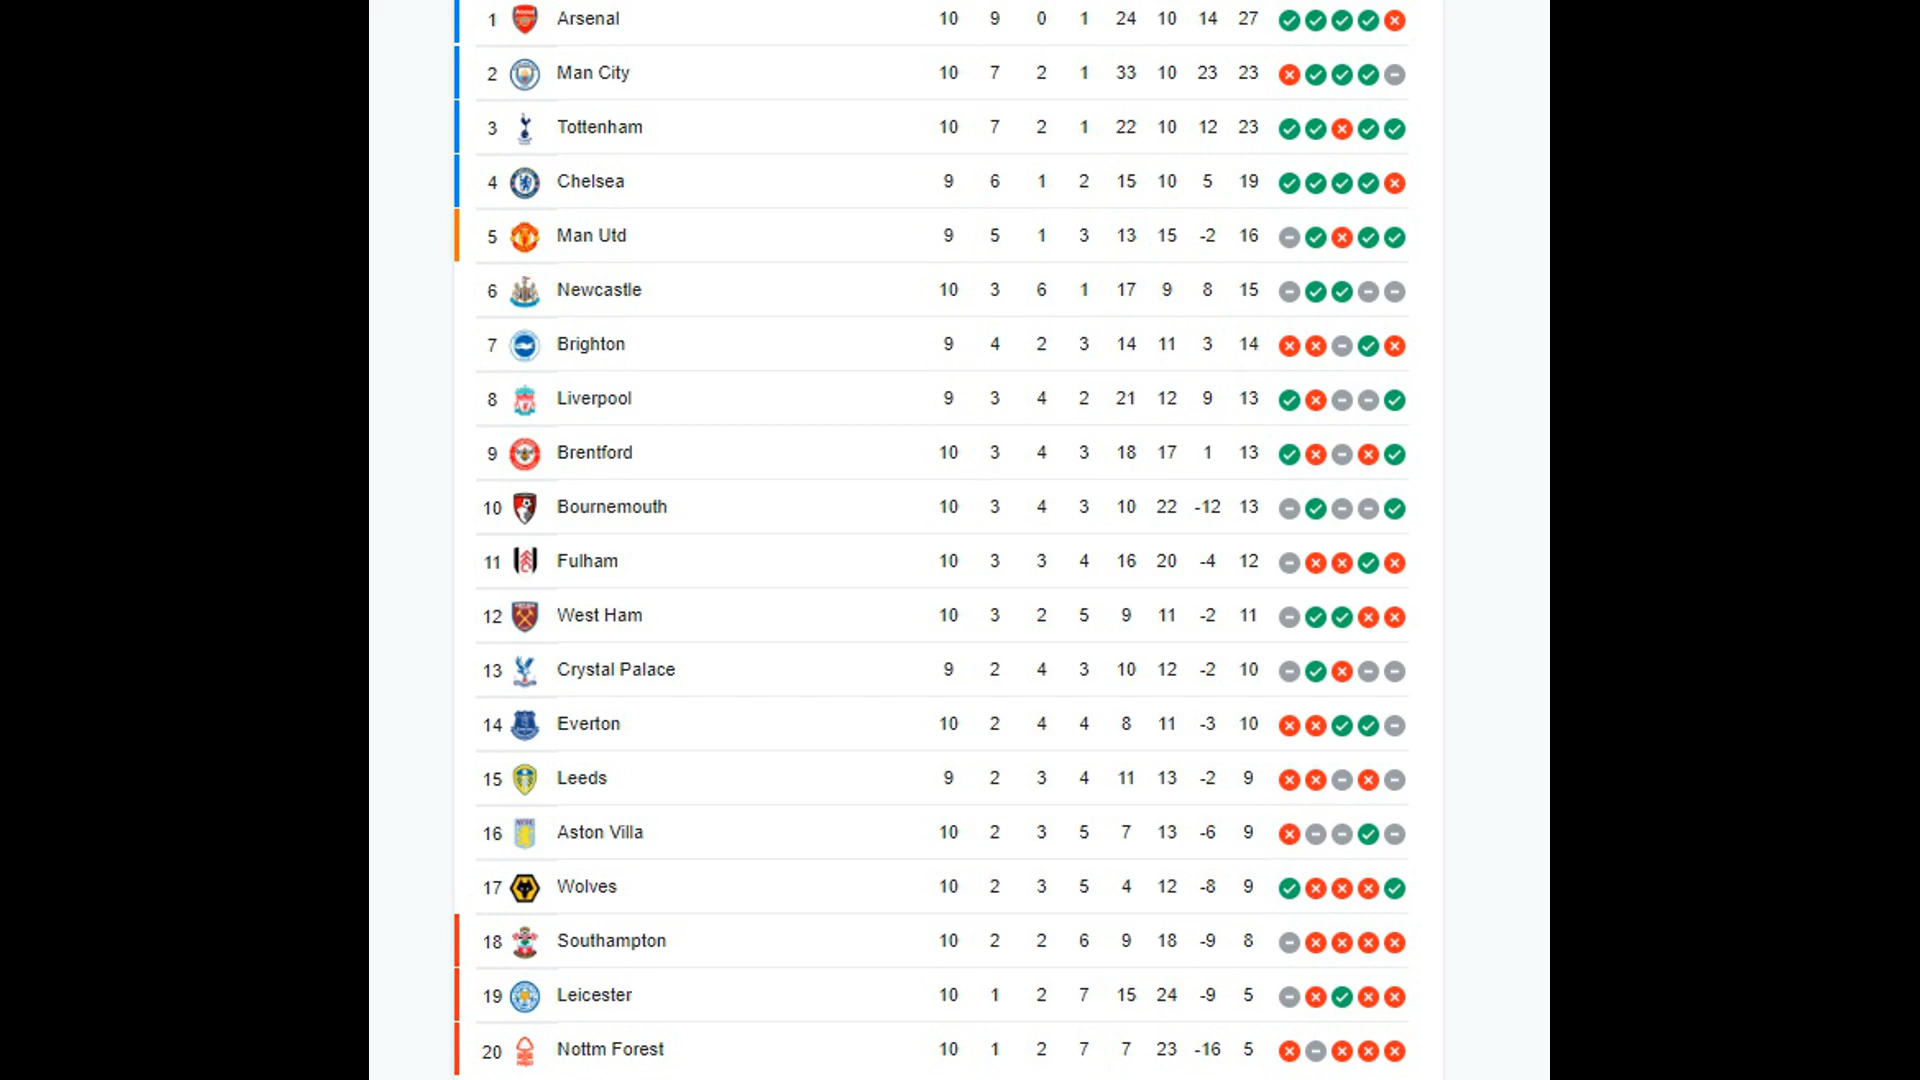 1 Arsenal 10 9 0 1 24 10 14 27
2 Man City 10 7 2 1 33 10 23 23
3 Tottenham 10 7 2 1 22 10 12 23
4 Chelsea 9 6 1 2 15 10 5 19
5 Man Utd 9 5 1 3 13 15 -2 16
6 Newcastle 10 3 6 1 17 9 8 15
7 Brighton 9 4 2 3 14 11 3 14
8 Liverpool 9 3 4 2 21 12 9 13
9 Brentford 10 3 4 3 18 17 1 13
10 Bournemouth 10 3 4 3 10 22 -12 13
11 Fulham 10 3 3 4 16 20 -4 12
12 West Ham 10 3 2 5 9 11 -2 11
13 Crystal Palace 9 2 4 3 10 12 -2 10
14 Everton 10 2 4 4 8 11 -3 10
15 Leeds 9 2 3 4 11 13 -2 9
16 Aston Villa 10 2 3 5 7 13 -6 9
17 Wolves 10 2 3 5 4 12 -8 9
18 Southampton 10 2 2 6 9 18 -9 8
19 Leicester 10 1 2 7 15 24 -9 5
20 Nottm Forest 10 1 2 7 7 23 -16 5